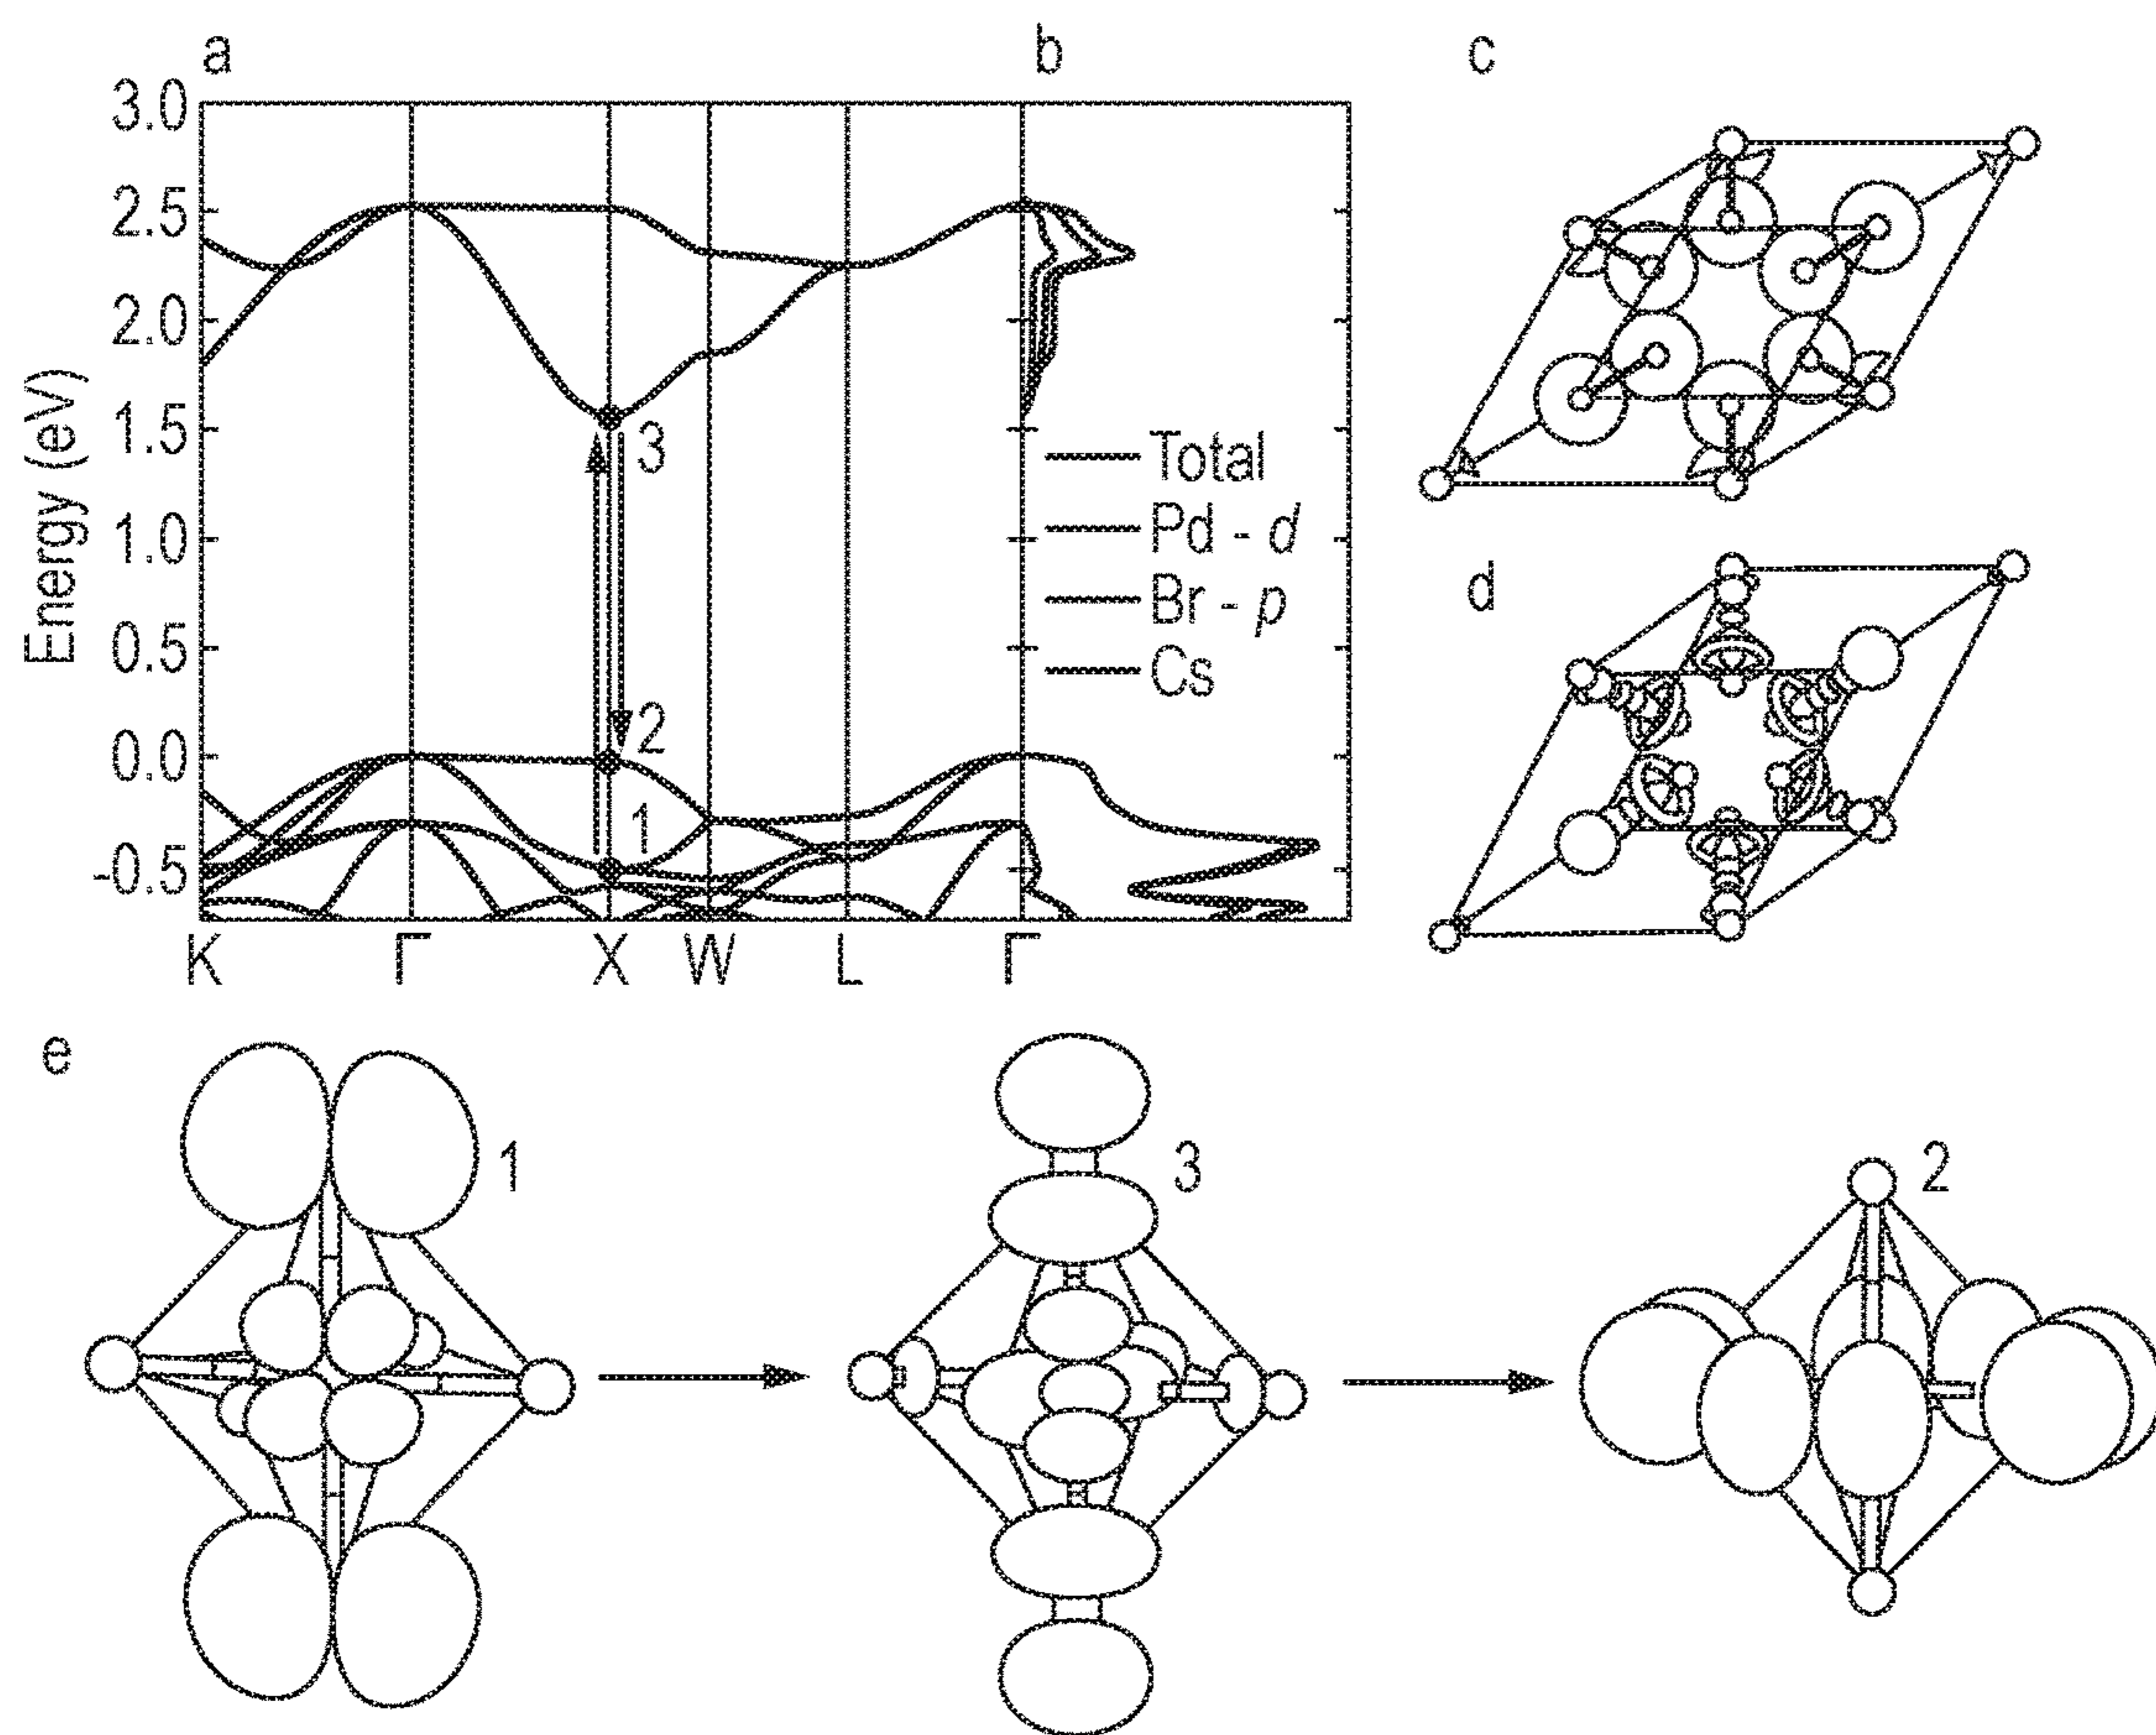 a
b
c
3.0
2.5
2.0
1.5
1.0
0.5
0.0
-0.5
Energy (eV)
3
2
1
Total
Pd - d
Br - p
Cs
K Γ X W L Γ
d
e
1
3
2